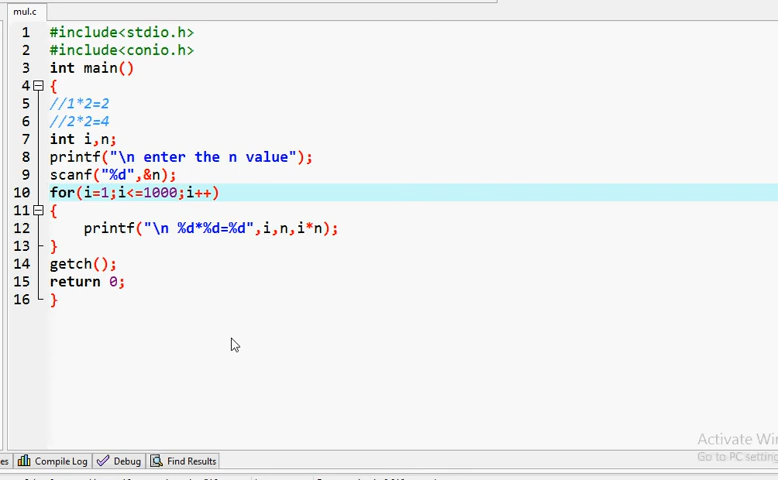 mul.c
1 #include<stdio.h>
2 #include<conio.h>
3 int main()
4 {
5 //1*2=2
6 //2*2=4
7 int i,n;
8 printf("\n enter the n value");
9 scanf("%d",&n);
10 for(i=1;i<=1000;i++)
11 {
12 printf("\n %d*%d=%d",i,n,i*n);
13 }
14 getch();
15 return 0;
16 }
Activate Win
Go to PC setting
es Compile Log Debug Find Results